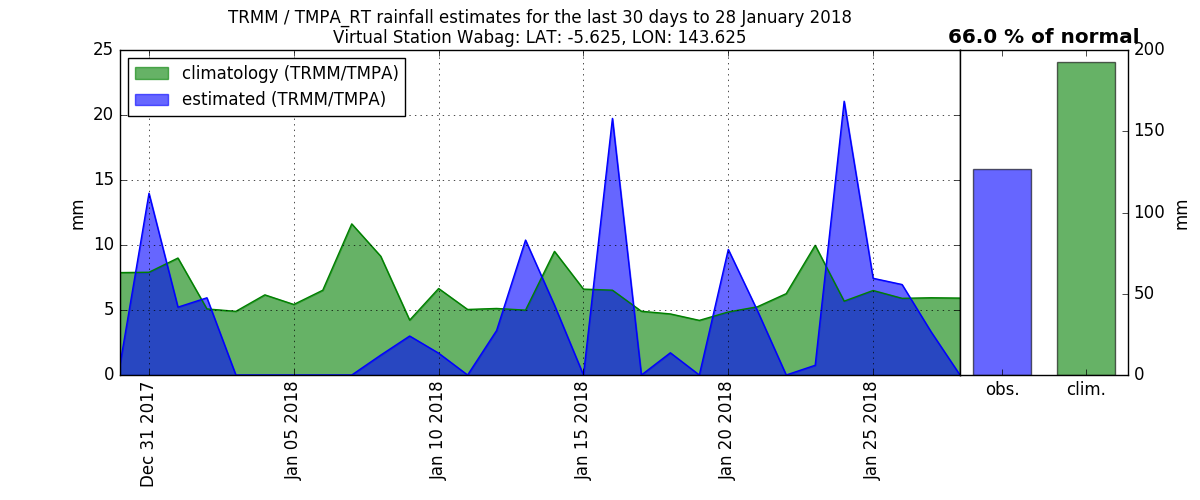 TRMM / TMPA_RT rainfall estimates for the last 30 days to 28 January 2018
Virtual Station Wabag: LAT: -5.625, LON: 143.625
66.0 % of normal
climatology (TRMM/TMPA)
estimated (TRMM/TMPA)
25
20
15
10
5
0
mm
Dec 31 2017
Jan 05 2018
Jan 10 2018
Jan 15 2018
Jan 20 2018
Jan 25 2018
200
150
100
50
0
mm
obs.
clim.